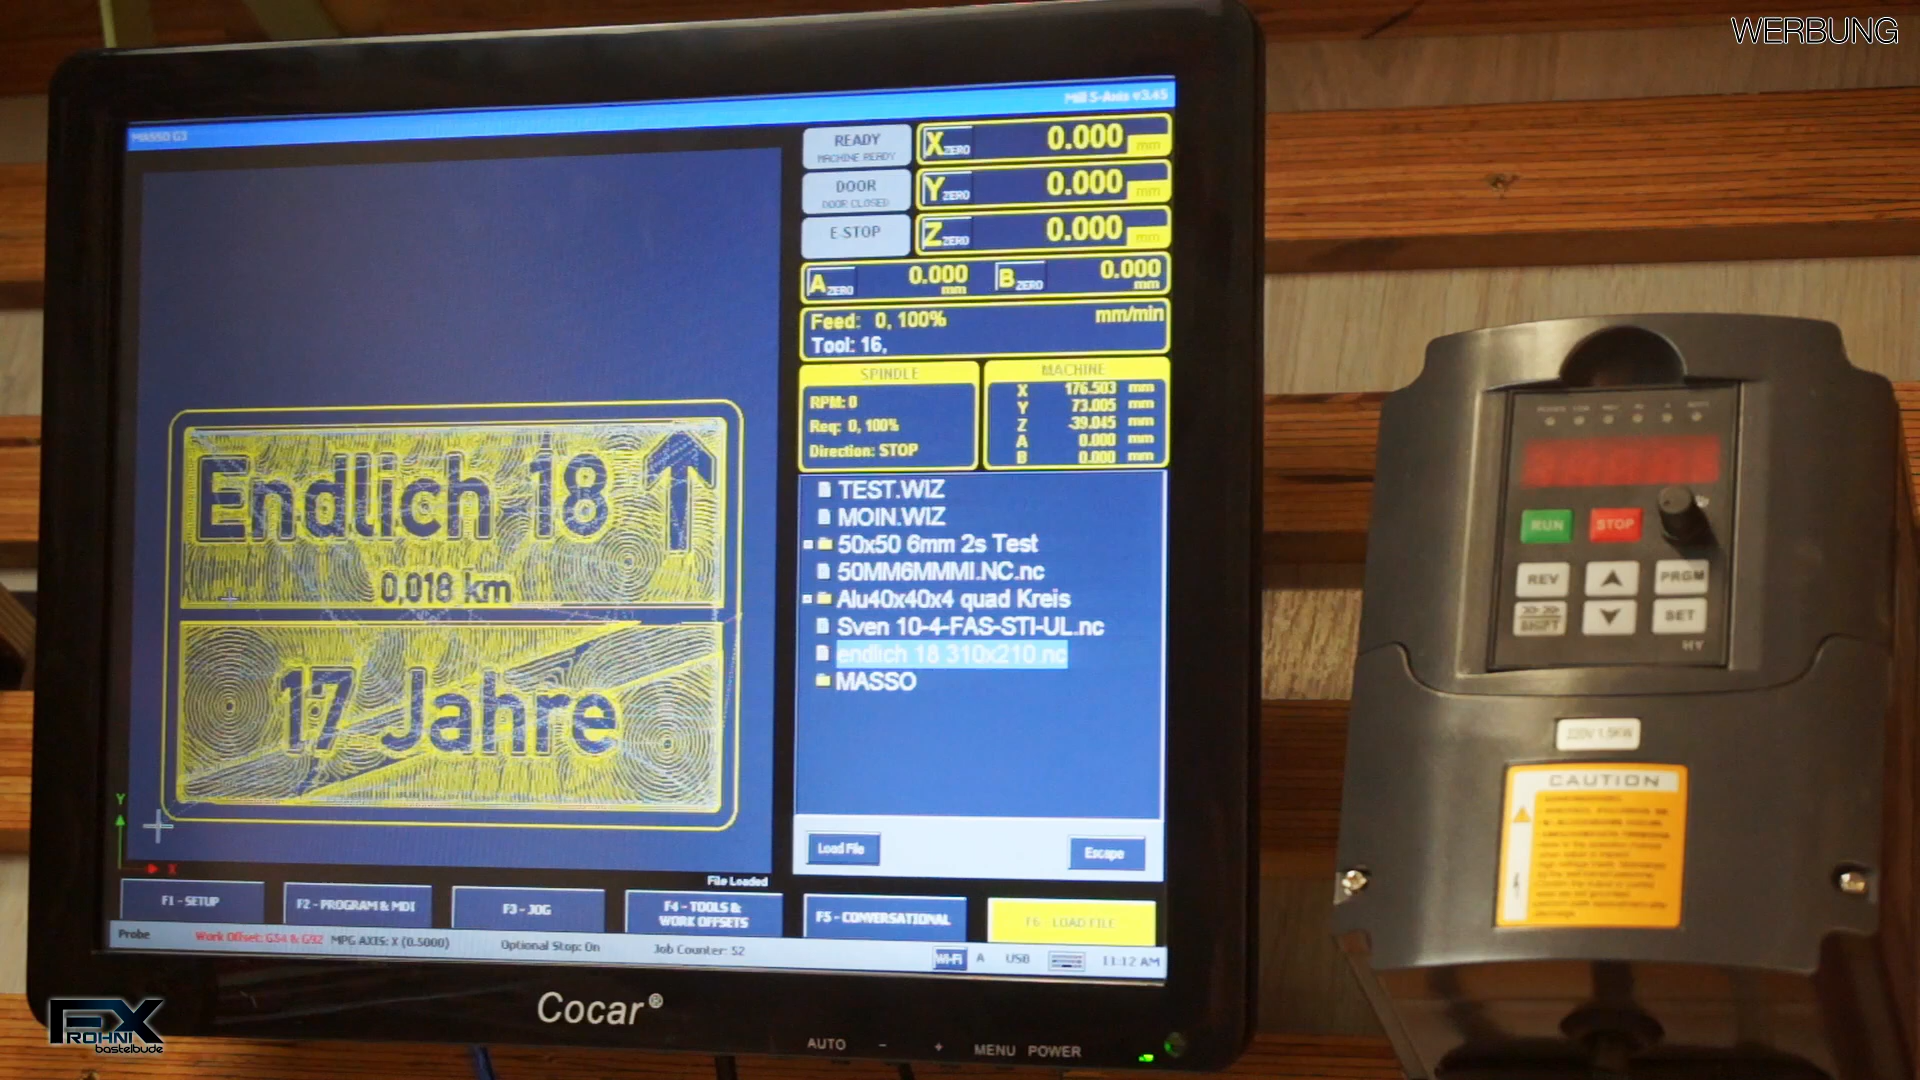 WERBUNG
MASSO G3
Mill 5-Axis v3.45
READY
MACHINE READY
X ZERO 0.000 mm
DOOR
DOOR CLOSED
Y ZERO 0.000 mm
E STOP
Z ZERO 0.000 mm
A ZERO 0.000 mm
B ZERO 0.000 mm
Feed: 0, 100% mm/min
Tool: 16,
SPINDLE
RPM: 0
Req: 0, 100%
Direction: STOP
MACHINE
X 176.503 mm
Y 73.005 mm
Z -39.045 mm
A 0.000 mm
B 0.000 mm
Endlich 18
0,018 km
17 Jahre
TEST.WIZ
MOIN.WIZ
50x50 6mm 2s Test
50MM6MMMI.NC.nc
Alu40x40x4 quad Kreis
Sven 10-4-FAS-STI-UL.nc
endlich 18 310x210.nc
MASSO
Load File
Escape
Y
X
File Loaded
F1 - SETUP
F2 - PROGRAM & MDI
F3 - JOG
F4 - TOOLS &
WORK OFFSETS
F5 - CONVERSATIONAL
F6 - LOAD FILE
Probe
Work Offset: G54 & G92
MPG AXIS: X (0.5000)
Optional Stop: On
Job Counter: 52
Wi-Fi
A
USB
11:12 AM
Cocar®
AUTO - + MENU POWER
RUN
STOP
REV
PRGM
SHIFT
SET
HY
220V 1.5KW
CAUTION
FROHNIX
bastelbude